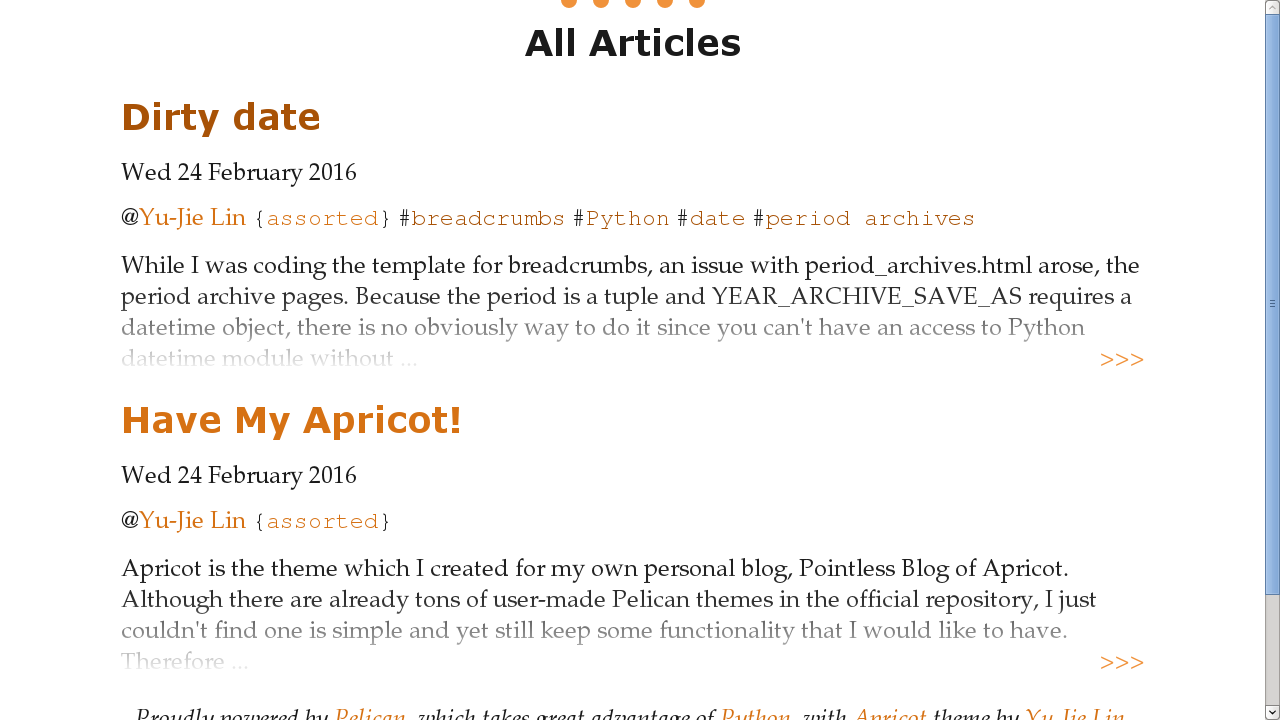 All Articles
Dirty date
Wed 24 February 2016
@Yu-Jie Lin {assorted} #breadcrumbs #Python #date #period archives
While I was coding the template for breadcrumbs, an issue with period_archives.html arose, the
period archive pages. Because the period is a tuple and YEAR_ARCHIVE_SAVE_AS requires a
datetime object, there is no obviously way to do it since you can't have an access to Python
datetime module without ... >>>
Have My Apricot!
Wed 24 February 2016
@Yu-Jie Lin {assorted}
Apricot is the theme which I created for my own personal blog, Pointless Blog of Apricot.
Although there are already tons of user-made Pelican themes in the official repository, I just
couldn't find one is simple and yet still keep some functionality that I would like to have.
Therefore ... >>>
Proudly powered by Pelican, which takes great advantage of Python, with Apricot theme by Yu-Jie Lin